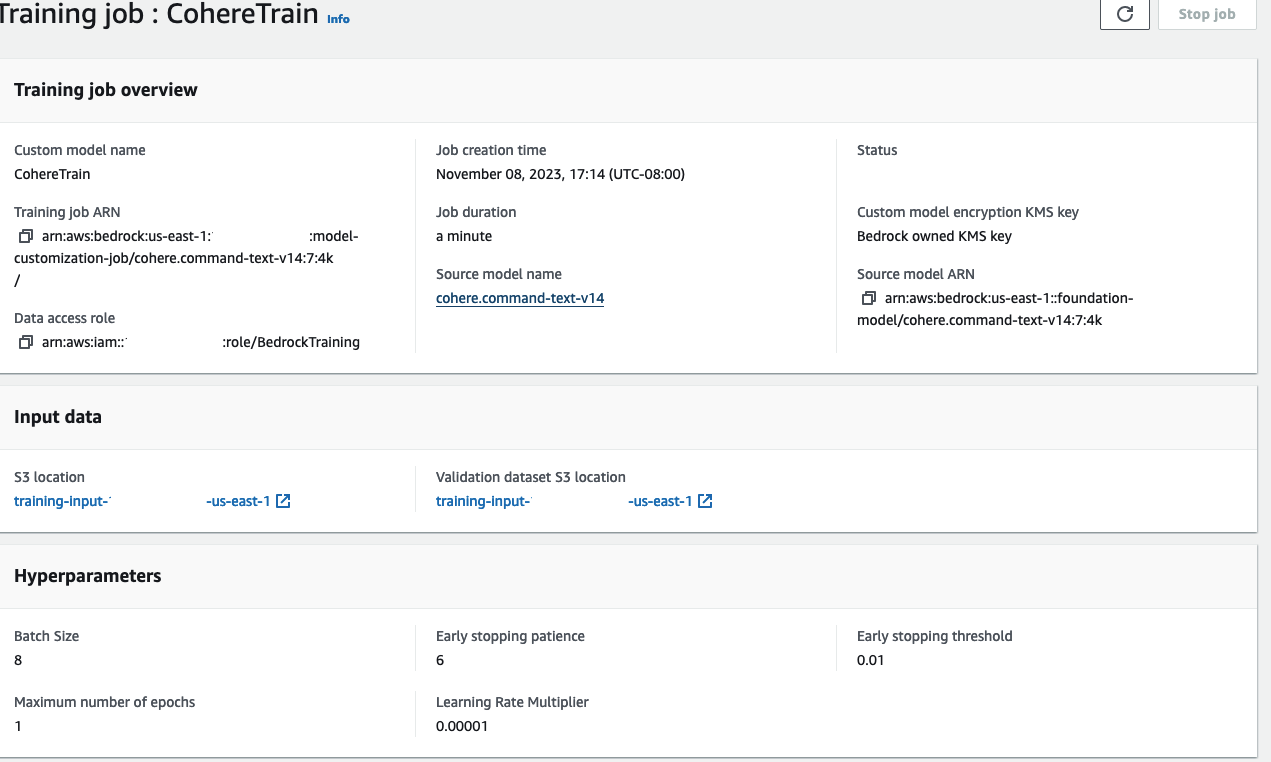 Training job : CohereTrain Info
Stop job
Training job overview
Custom model name
CohereTrain
Training job ARN
arn:aws:bedrock:us-east-1: :model-
customization-job/cohere.command-text-v14:7:4k
/
Data access role
arn:aws:iam:: :role/BedrockTraining
Job creation time
November 08, 2023, 17:14 (UTC-08:00)
Job duration
a minute
Source model name
cohere.command-text-v14
Status
Custom model encryption KMS key
Bedrock owned KMS key
Source model ARN
arn:aws:bedrock:us-east-1::foundation-
model/cohere.command-text-v14:7:4k
Input data
S3 location
training-input- -us-east-1
Validation dataset S3 location
training-input- -us-east-1
Hyperparameters
Batch Size
8
Early stopping patience
6
Early stopping threshold
0.01
Maximum number of epochs
1
Learning Rate Multiplier
0.00001